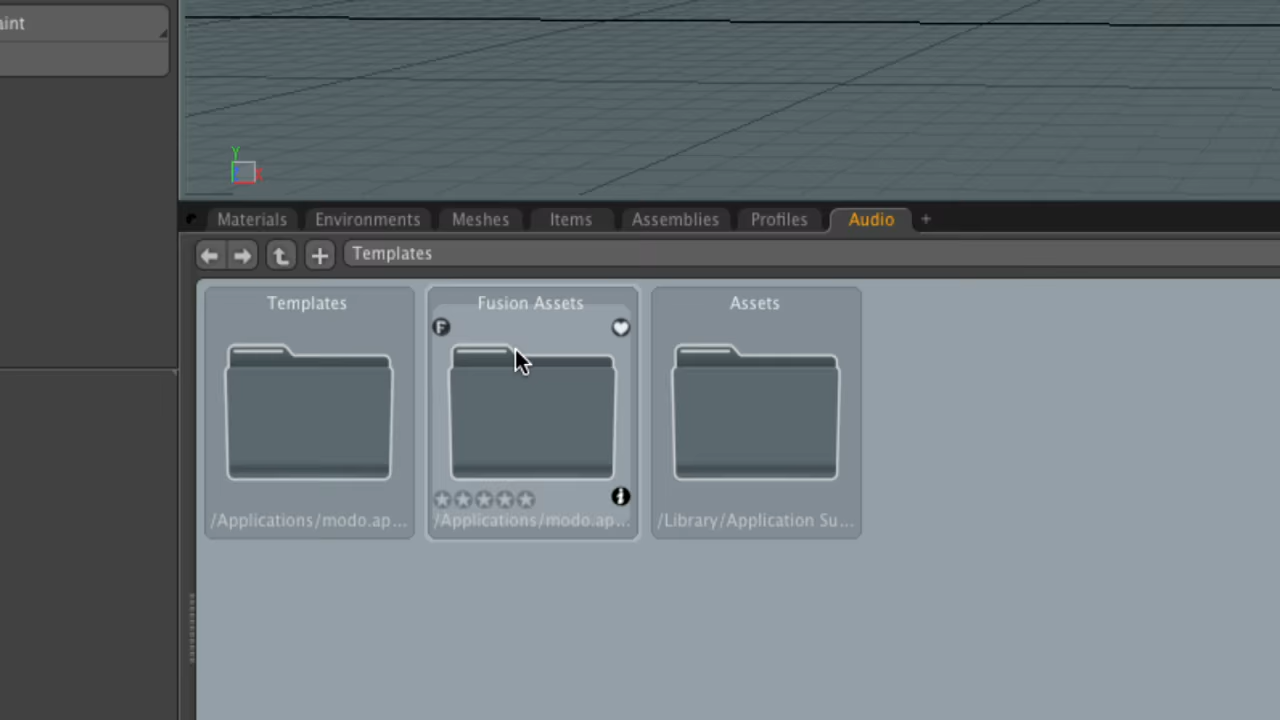 aint
Y
Materials Environments Meshes Items Assemblies Profiles Audio +
Templates
Templates Fusion Assets Assets
F
/Applications/modo.ap... /Applications/modo.ap... /Library/Application Su...